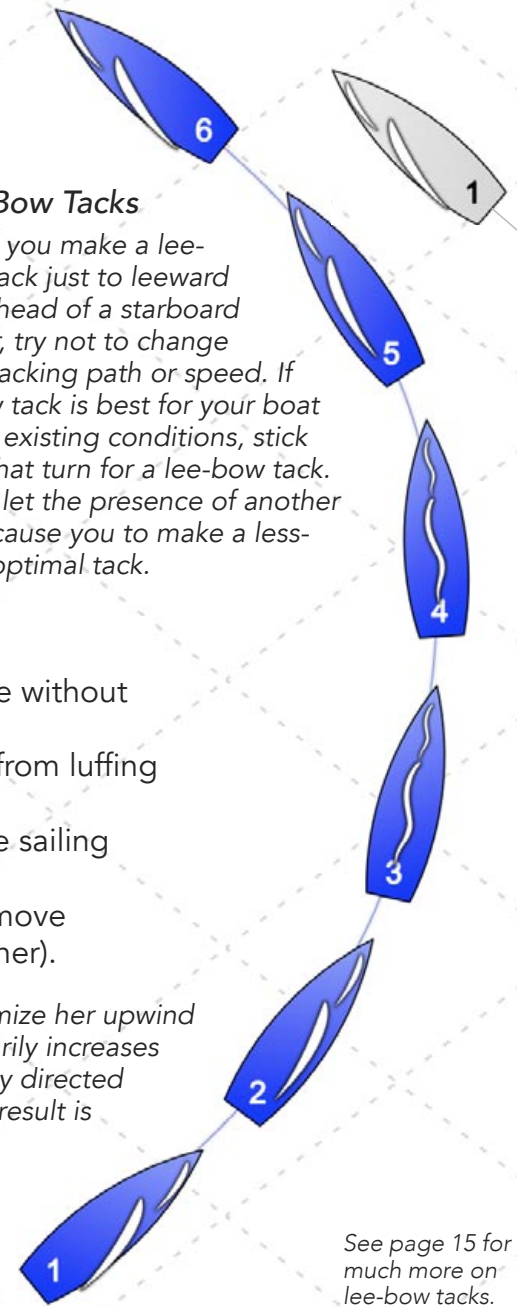 6
1
Bow Tacks
you make a lee-
ack just to leeward
head of a starboard
, try not to change
acking path or speed. If
tack is best for your boat
existing conditions, stick
hat turn for a lee-bow tack.
let the presence of another
cause you to make a less-
optimal tack.
5
4
e without
from luffing
e sailing
move
her).
3
mize her upwind
rily increases
y directed
result is
2
1
See page 15 for
much more on
lee-bow tacks.